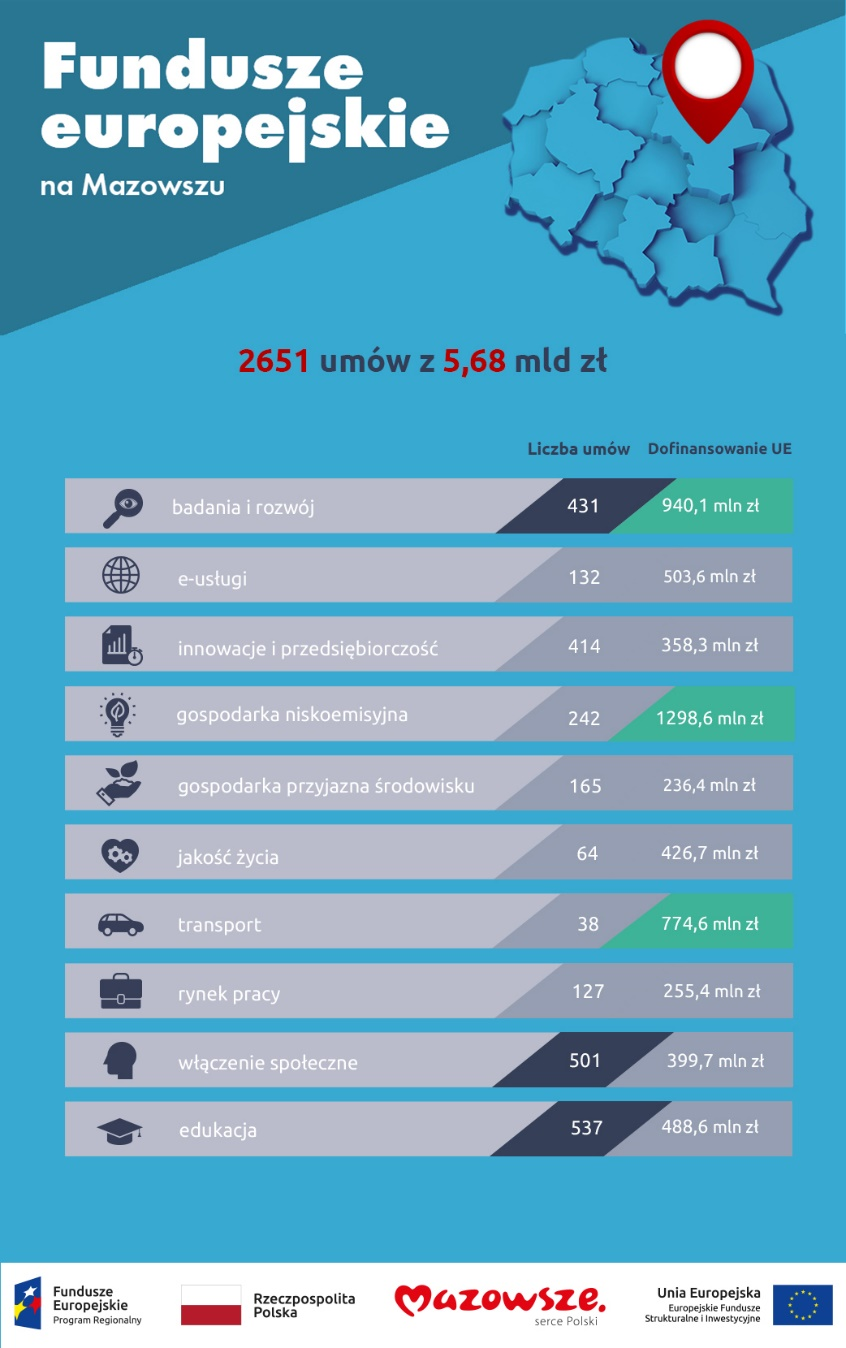 Fundusze
europejskie
na Mazowszu
2651 umów z 5,68 mld zł
Liczba umów Dofinansowanie UE
badania i rozwój 431 940,1 mln zł
e-usługi 132 503,6 mln zł
innowacje i przedsiębiorczość 414 358,3 mln zł
gospodarka niskoemisyjna 242 1298,6 mln zł
gospodarka przyjazna środowisku 165 236,4 mln zł
jakość życia 64 426,7 mln zł
transport 38 774,6 mln zł
rynek pracy 127 255,4 mln zł
włączenie społeczne 501 399,7 mln zł
edukacja 537 488,6 mln zł
Fundusze
Europejskie
Program Regionalny
Rzeczpospolita
Polska
Mazowsze.
serce Polski
Unia Europejska
Europejskie Fundusze
Strukturalne i Inwestycyjne